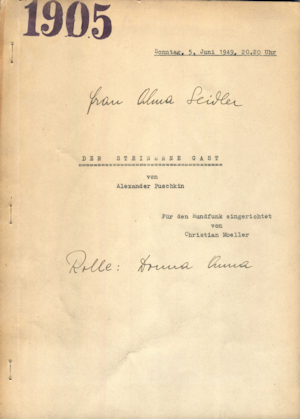 1905
Sonntag, 5. Juni 1949, 20.20 Uhr
Frau Alma Seidler
DER STEINERNE GAST
von
Alexander Puschkin
Für den Rundfunk eingerichtet
von
Christian Moeller
Rolle: Donna Anna